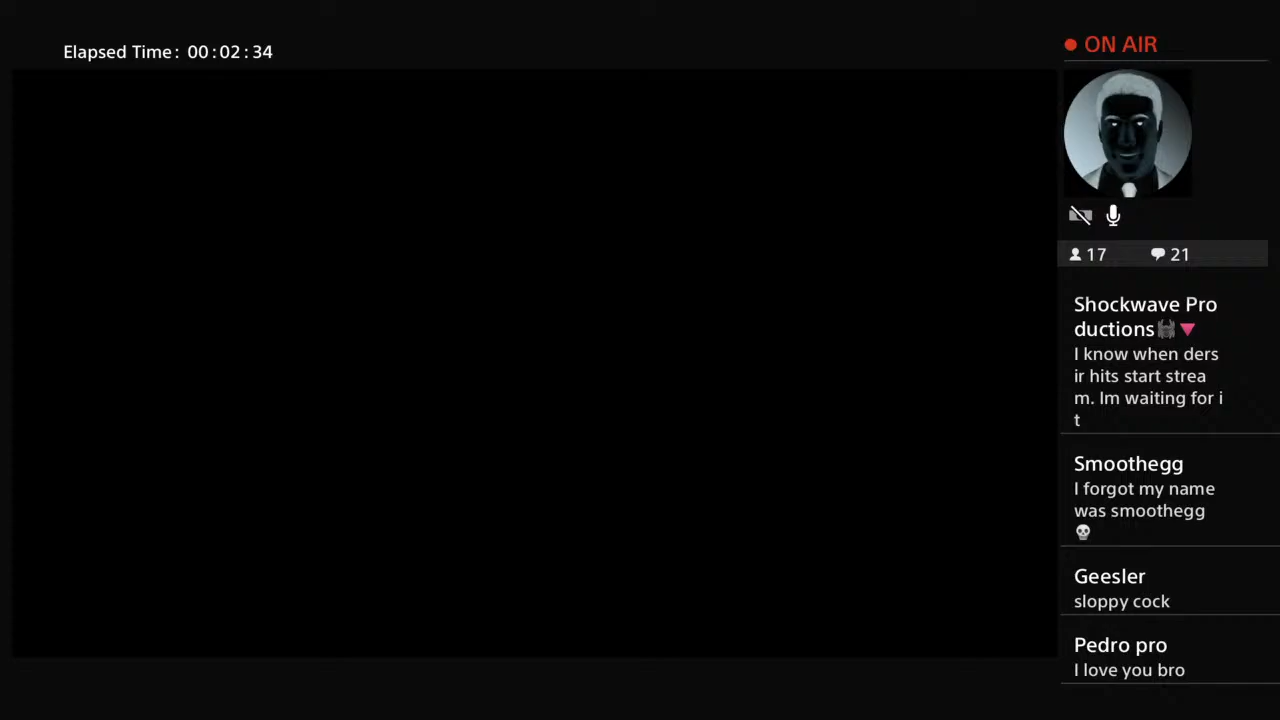 Elapsed Time: 00:02:34
ON AIR
17 21
Shockwave Pro
ductions
I know when ders
ir hits start strea
m. Im waiting for i
t
Smoothegg
I forgot my name
was smoothegg
💀
Geesler
sloppy cock
Pedro pro
I love you bro